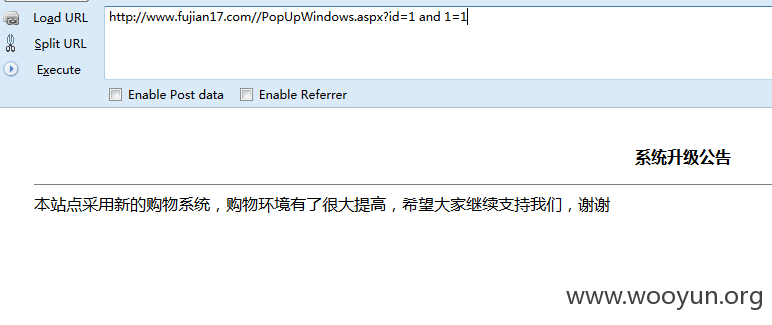 Load URL
http://www.fujian17.com//PopUpWindows.aspx?id=1 and 1=1
Split URL
Execute
Enable Post data
Enable Referrer
系统升级公告
本站点采用新的购物系统，购物环境有了很大提高，希望大家继续支持我们，谢谢
www.wooyun.org